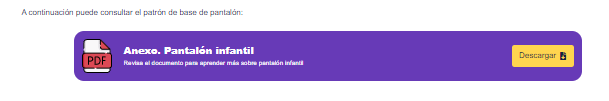 A continuación puede consultar el patrón de base de pantalón:
PDF
Anexo. Pantalón infantil
Revisa el documento para aprender más sobre pantalón infantil
Descargar